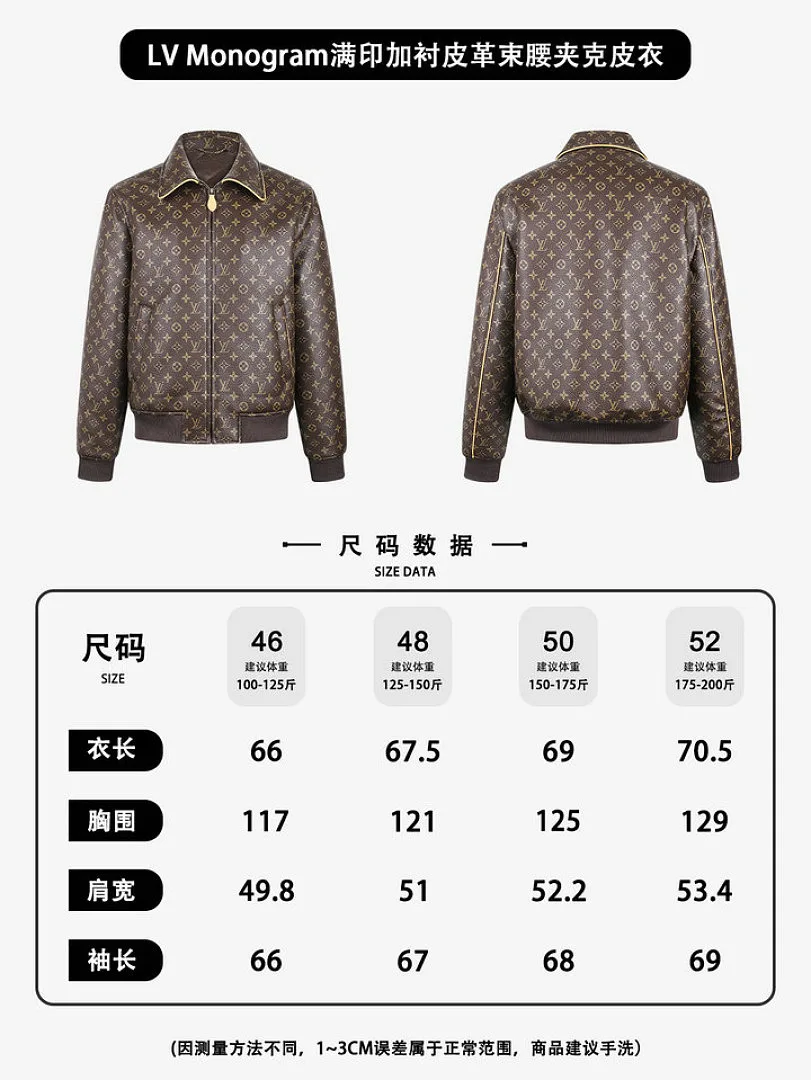 LV Monogram满印加衬皮革束腰夹克皮衣
尺码数据
SIZE DATA
尺码 46 48 50 52
建议体重 建议体重 建议体重 建议体重
SIZE 100-125斤 125-150斤 150-175斤 175-200斤
衣长 66 67.5 69 70.5
胸围 117 121 125 129
肩宽 49.8 51 52.2 53.4
袖长 66 67 68 69
(因测量方法不同，1~3CM误差属于正常范围，商品建议手洗)